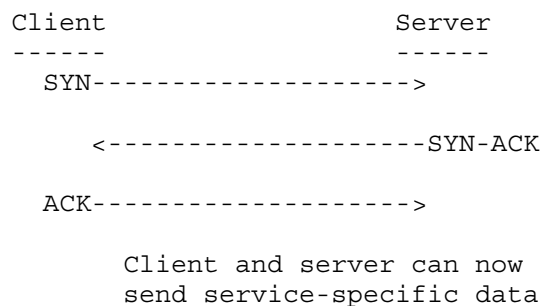 Client                    Server
------                    ------
SYN-------------------->
<--------------------SYN-ACK
ACK-------------------->
Client and server can now
send service-specific data